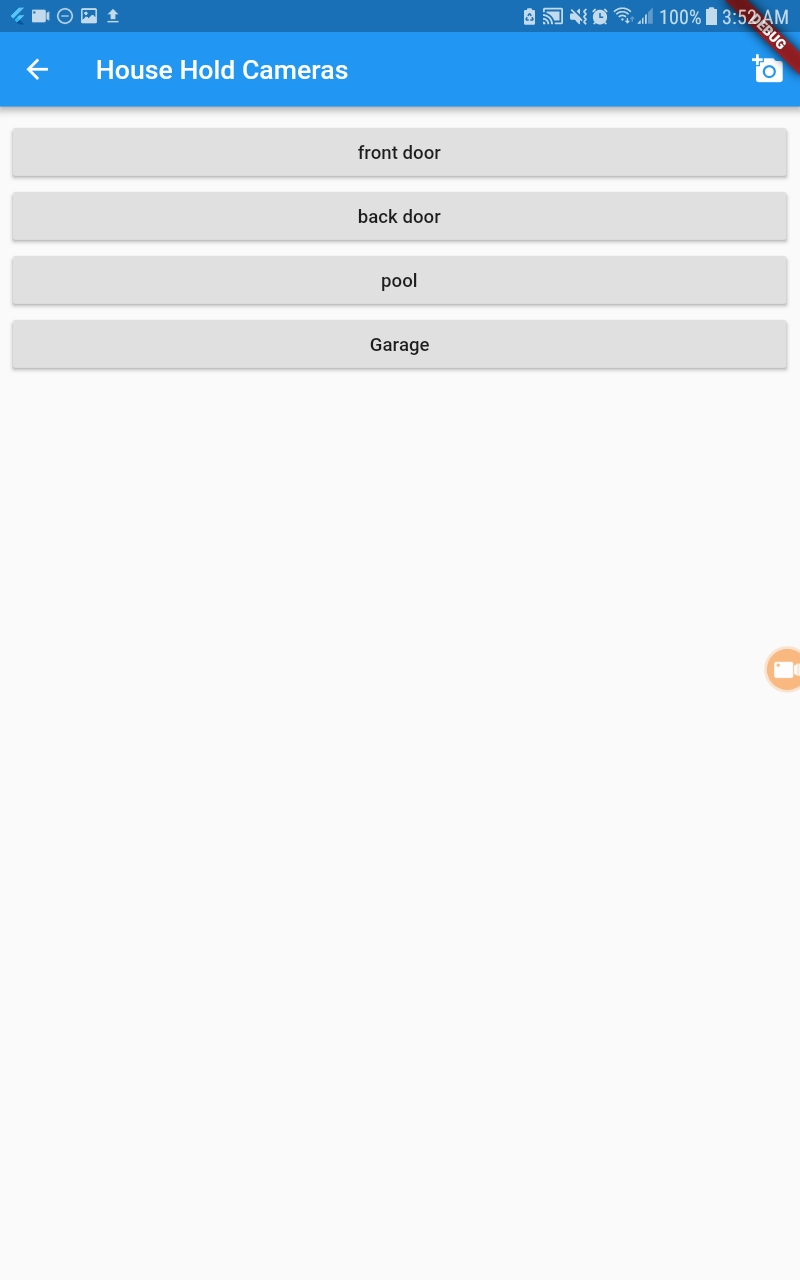 100% 3:52 AM
DEBUG
House Hold Cameras
front door
back door
pool
Garage